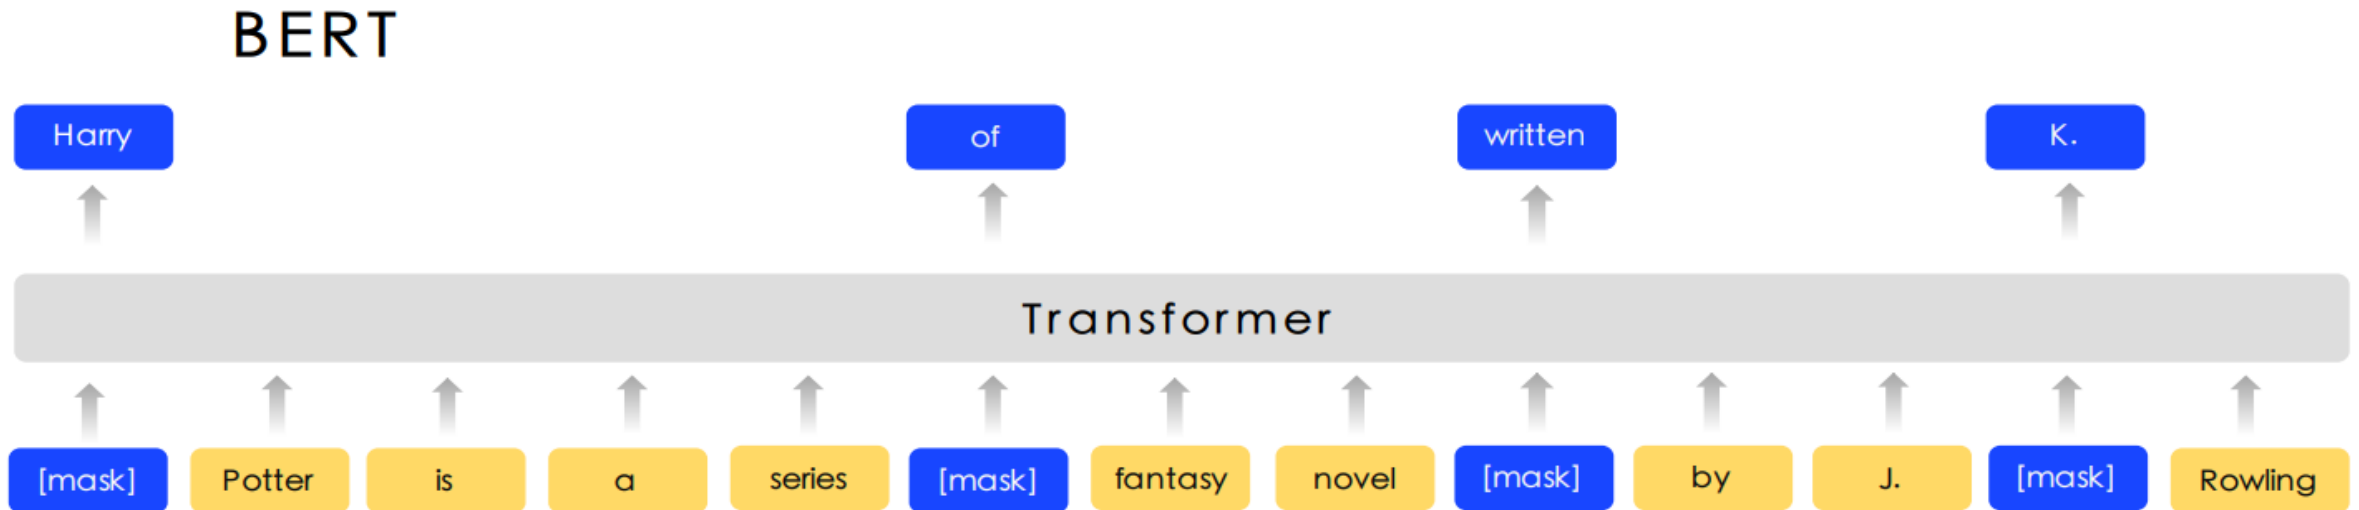 BERT
Harry of written K.
Transformer
[mask] Potter is a series [mask] fantasy novel [mask] by J. [mask] Rowling